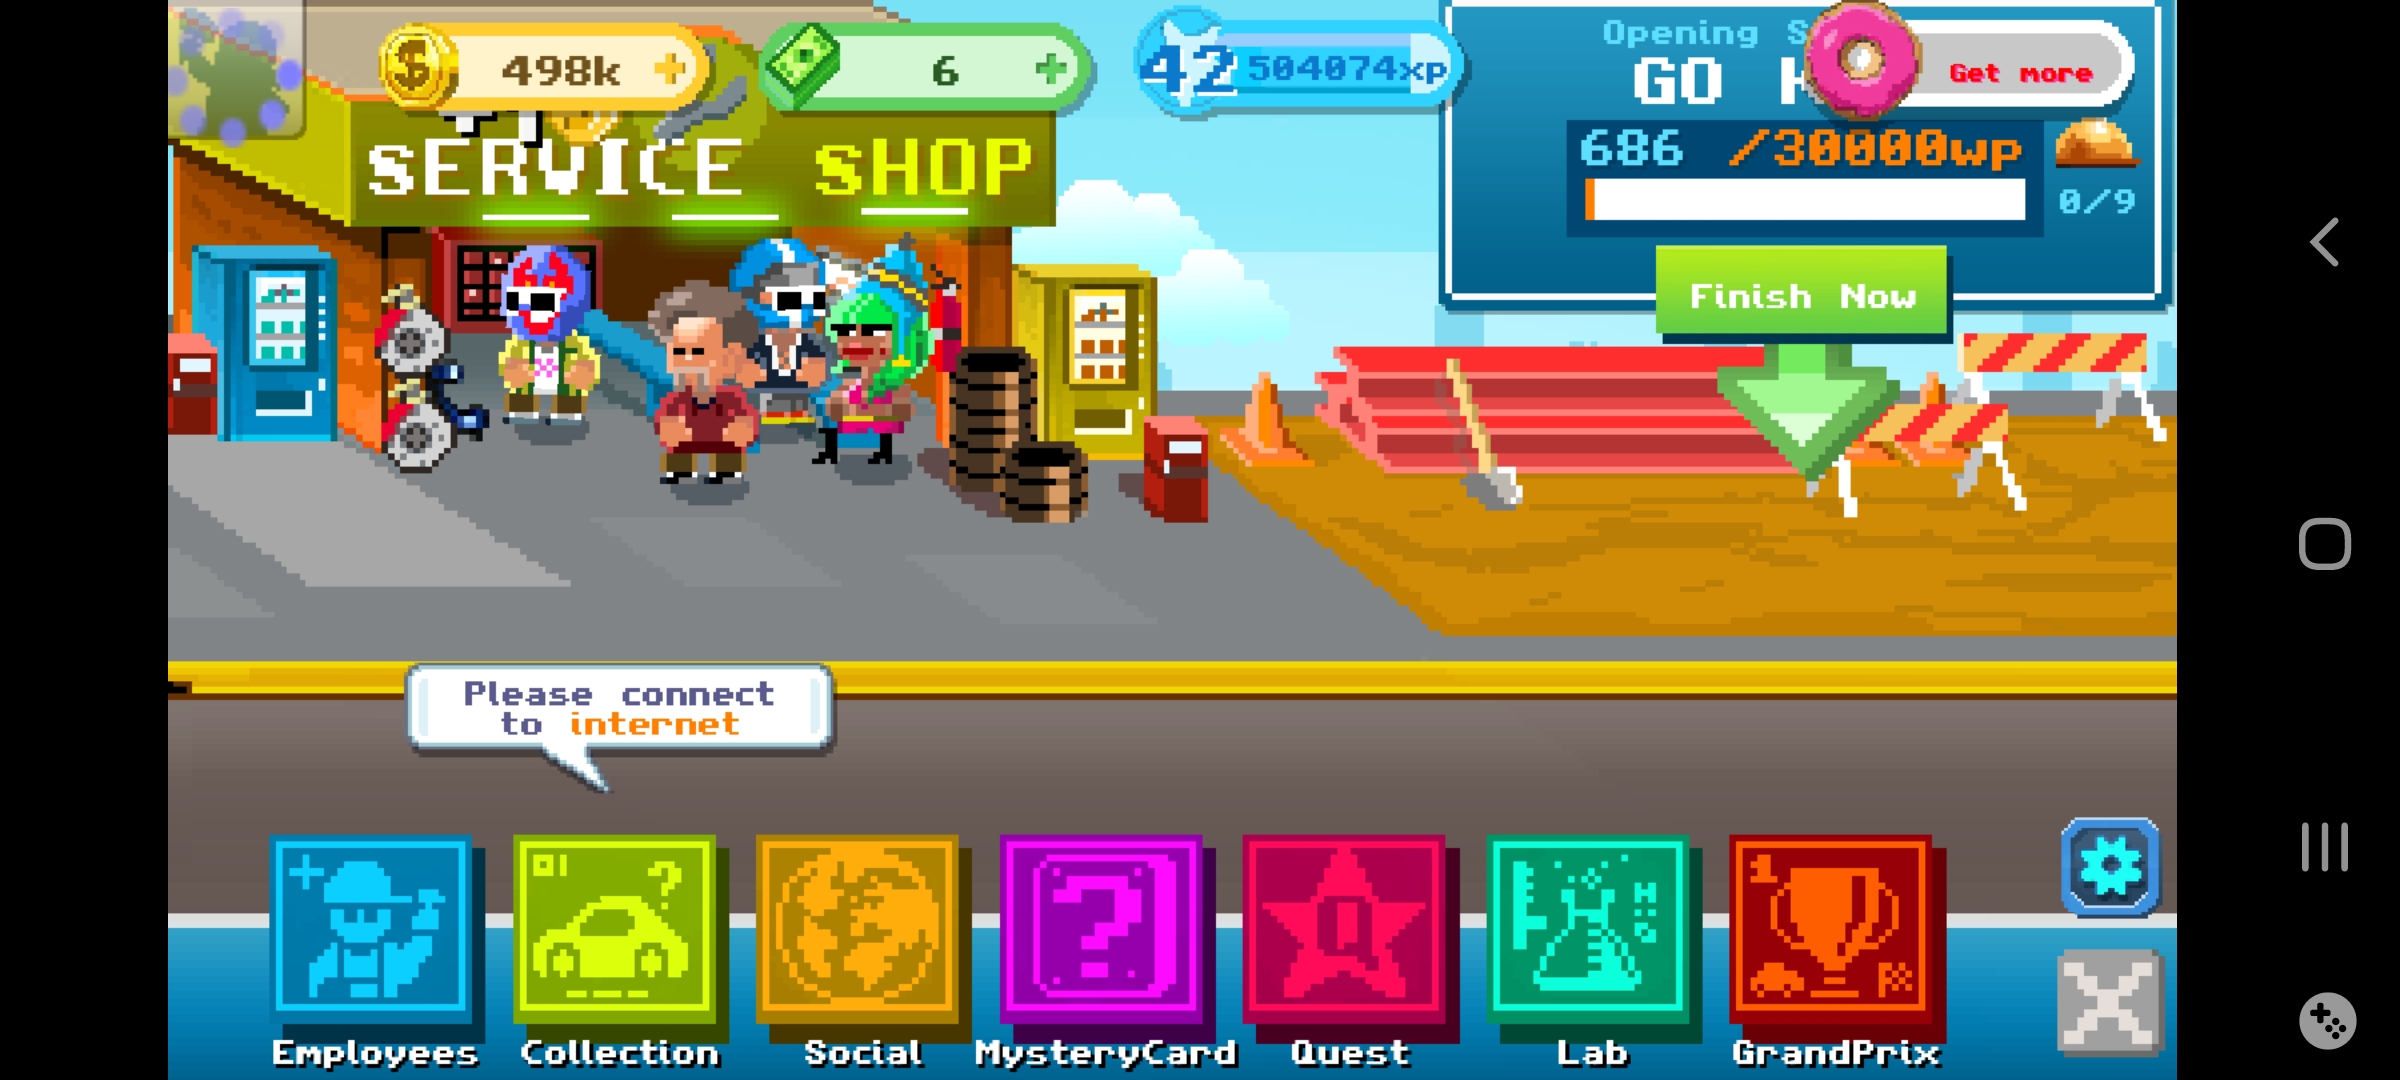 498k
6
42 504074xp
Opening S
GO
Get more
686 /30000wp
0/9
SERVICE SHOP
Finish Now
Please connect
to internet
Employees
Collection
Social
MysteryCard
Quest
Lab
GrandPrix